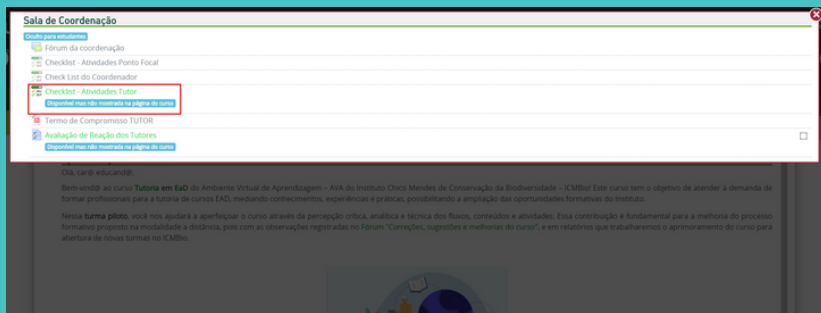 Sala de Coordenação
Oculto para estudantes
Fórum da coordenação
Checklist - Atividades Ponto Focal
Check List do Coordenador
Checklist - Atividades Tutor
Disponível mas não mostrada na página do curso
Termo de Compromisso TUTOR
Avaliação de Reação dos Tutores
Disponível mas não mostrada na página do curso
Olá, car@ educand@,
Bem-vind@ ao curso Tutoria em EaD do Ambiente Virtual de Aprendizagem – AVA do Instituto Chico Mendes de Conservação da Biodiversidade – ICMBio! Este curso tem o objetivo de atender à demanda de
formar profissionais para a tutoria de cursos EAD, mediando conhecimentos, experiências e práticas, possibilitando a ampliação das oportunidades formativas do Instituto.
Nessa turma piloto, você nos ajudará a aperfeiçoar o curso através da percepção crítica, analítica e técnica dos fluxos, conteúdos e atividades. Essa contribuição é fundamental para a melhoria do processo
formativo proposto na modalidade a distância, pois com as observações registradas no Fórum "Correções, sugestões e melhorias do curso", e em relatórios que trabalharemos o aprimoramento do curso para
abertura de novas turmas no ICMBio.